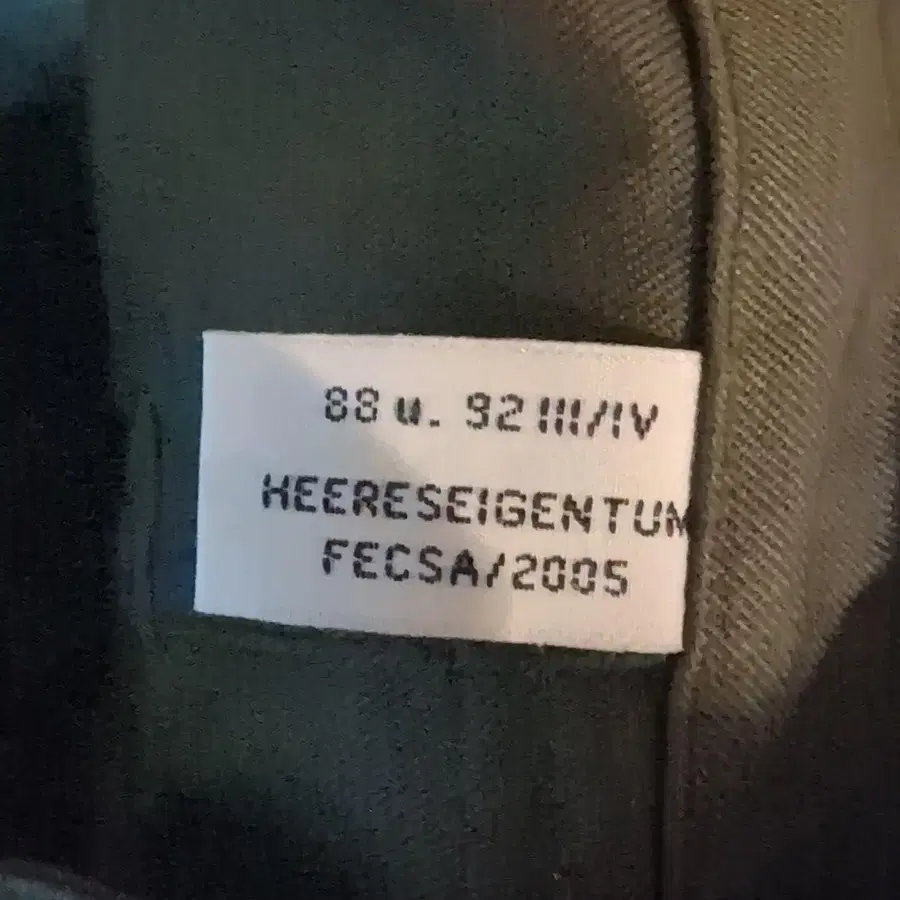 88 u. 92 III/IV
HEERESEIGENTUM
FECSA/2005